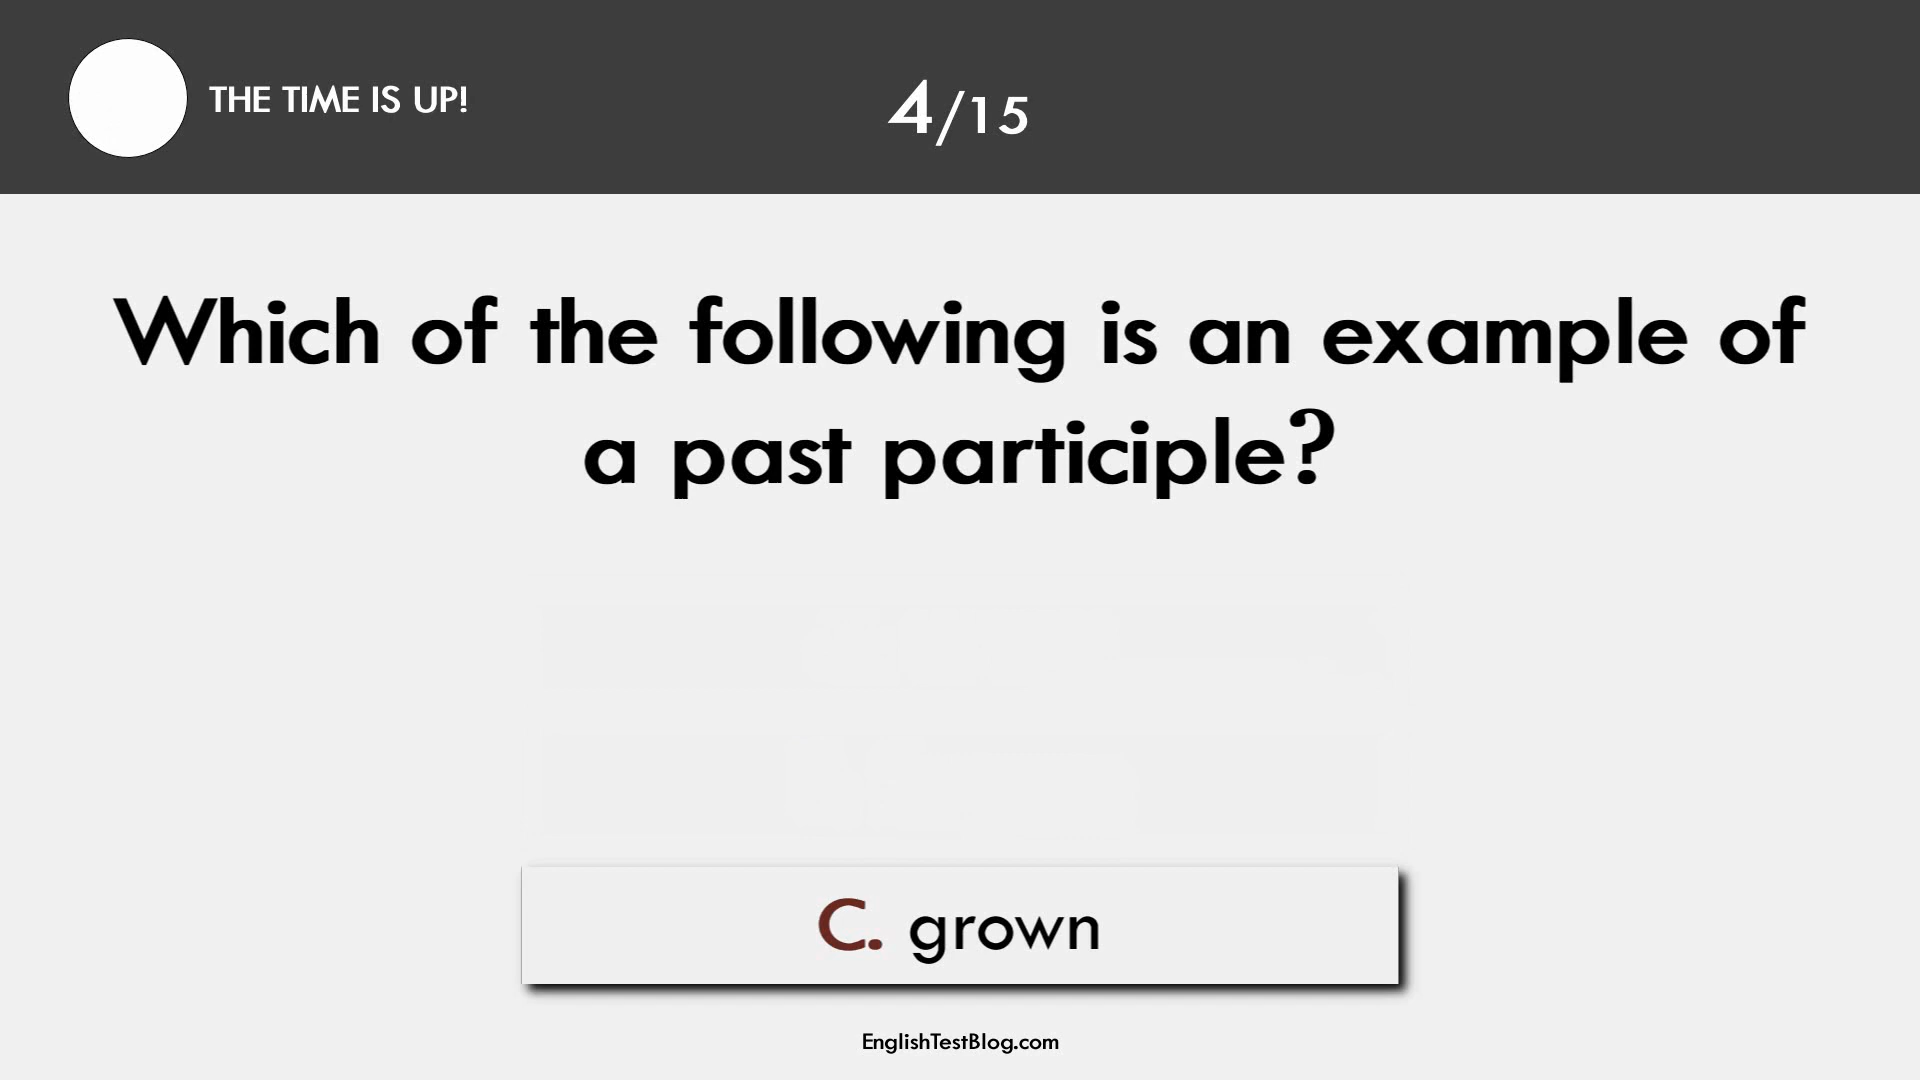 THE TIME IS UP!
4/15
Which of the following is an example of
a past participle?
C. grown
EnglishTestBlog.com